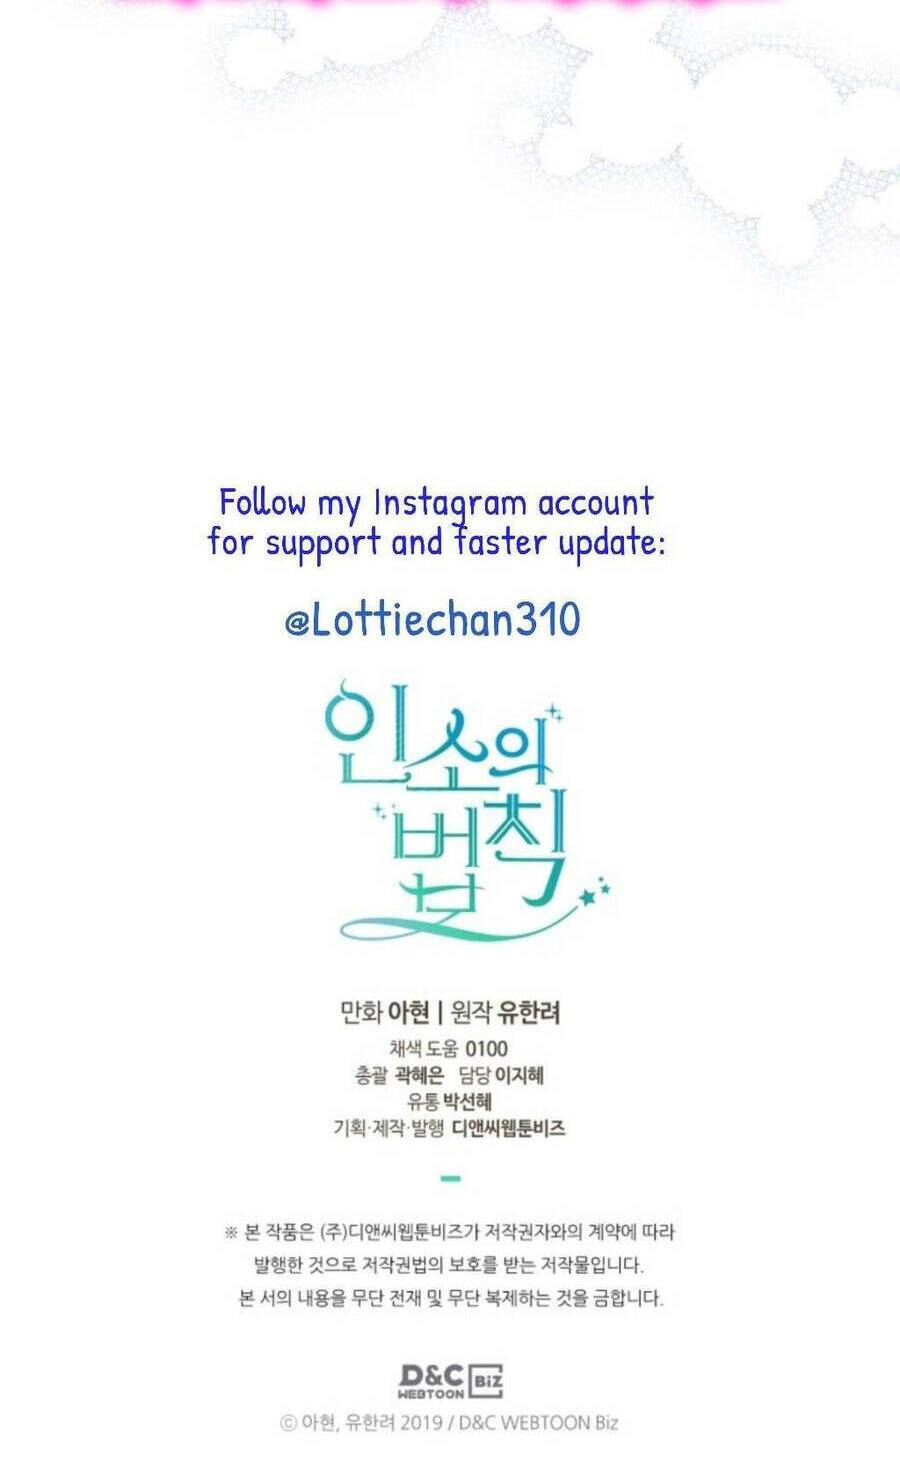 Follow my Instagram account
for support and faster update:
@Lottiechan310
인소의
법칙
만화 아현 | 원작 유한려
채색 도움 0100
총괄 곽혜은 담당 이지혜
유통 박선혜
기획·제작·발행 디앤씨웹툰비즈
※ 본 작품은 (주)디앤씨웹툰비즈가 저작권자와의 계약에 따라
발행한 것으로 저작권법의 보호를 받는 저작물입니다.
본 서의 내용을 무단 전재 및 무단 복제하는 것을 금합니다.
D&C
WEBTOON BiZ
ⓒ 아현, 유한려 2019 / D&C WEBTOON Biz